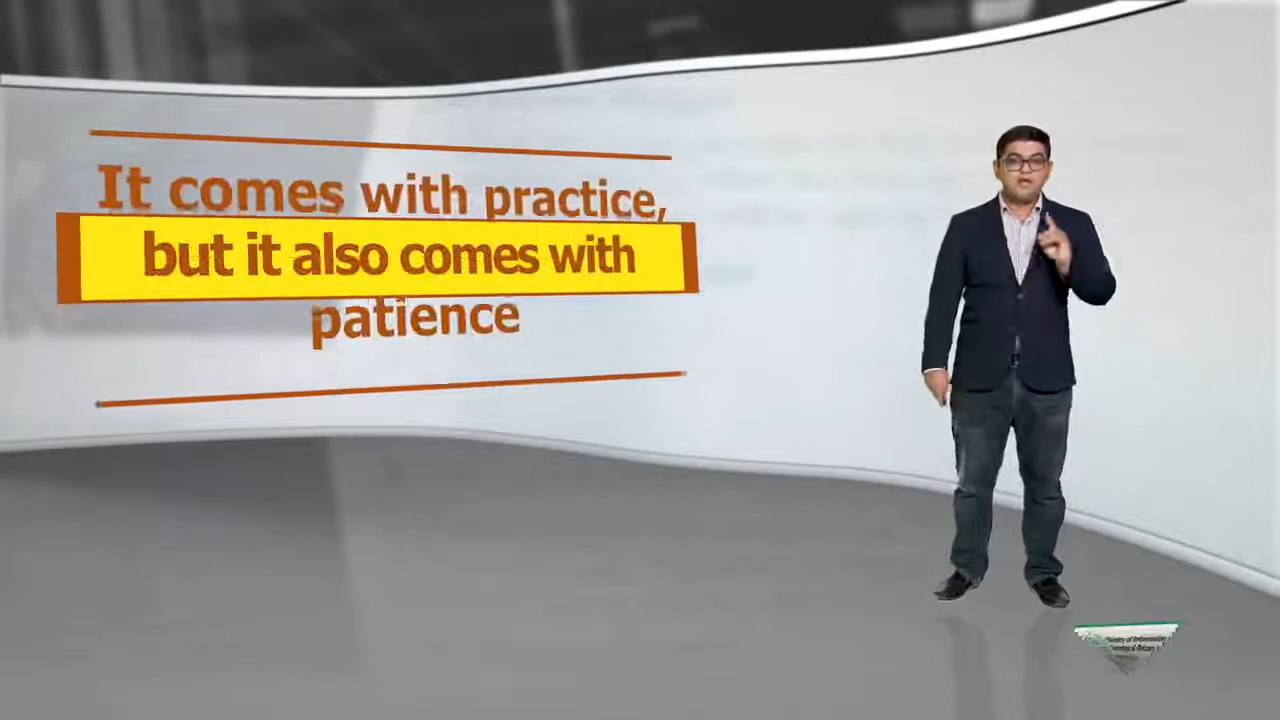 It comes with practice,
but it also comes with
patience